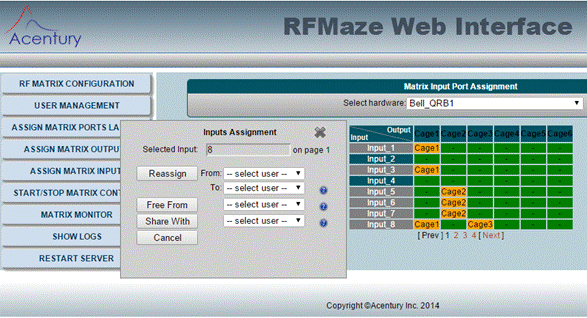 Acentury
RFMaze Web Interface
RF MATRIX CONFIGURATION
USER MANAGEMENT
ASSIGN MATRIX PORTS LA
ASSIGN MATRIX OUTPU
ASSIGN MATRIX INPUT
START/STOP MATRIX CONT
MATRIX MONITOR
SHOW LOGS
RESTART SERVER
Matrix Input Port Assignment
Select hardware: Bell_QRB1
Inputs Assignment
Selected Input: 8 on page 1
Reassign From: -- select user --
To: -- select user --
Free From -- select user --
Share With -- select user --
Cancel
Output Cage1 Cage2 Cage3 Cage4 Cage5 Cage6
Input
Input_1 Cage1 - - - - -
Input_2 - - - - - -
Input_3 Cage1 - - - - -
Input_4 - - - - - -
Input_5 - Cage2 - - - -
Input_6 - Cage2 - - - -
Input_7 - Cage2 - - - -
Input_8 Cage1 - Cage3 - - -
[ Prev ] 1 2 3 4 [ Next ]
Copyright ©Acentury Inc. 2014